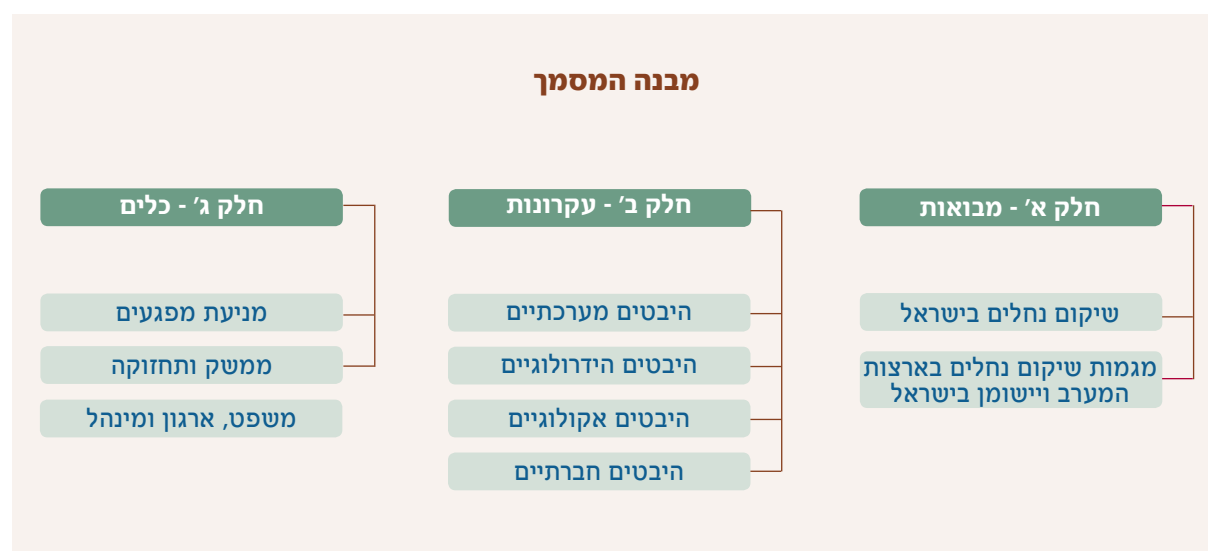 מבנה המסמך
חלק א' - מבואות
שיקום נחלים בישראל
מגמות שיקום נחלים בארצות
המערב ויישומן בישראל
חלק ב' - עקרונות
היבטים מערכתיים
היבטים הידרולוגיים
היבטים אקולוגיים
היבטים חברתיים
חלק ג' - כלים
מניעת מפגעים
ממשק ותחזוקה
משפט, ארגון ומינהל